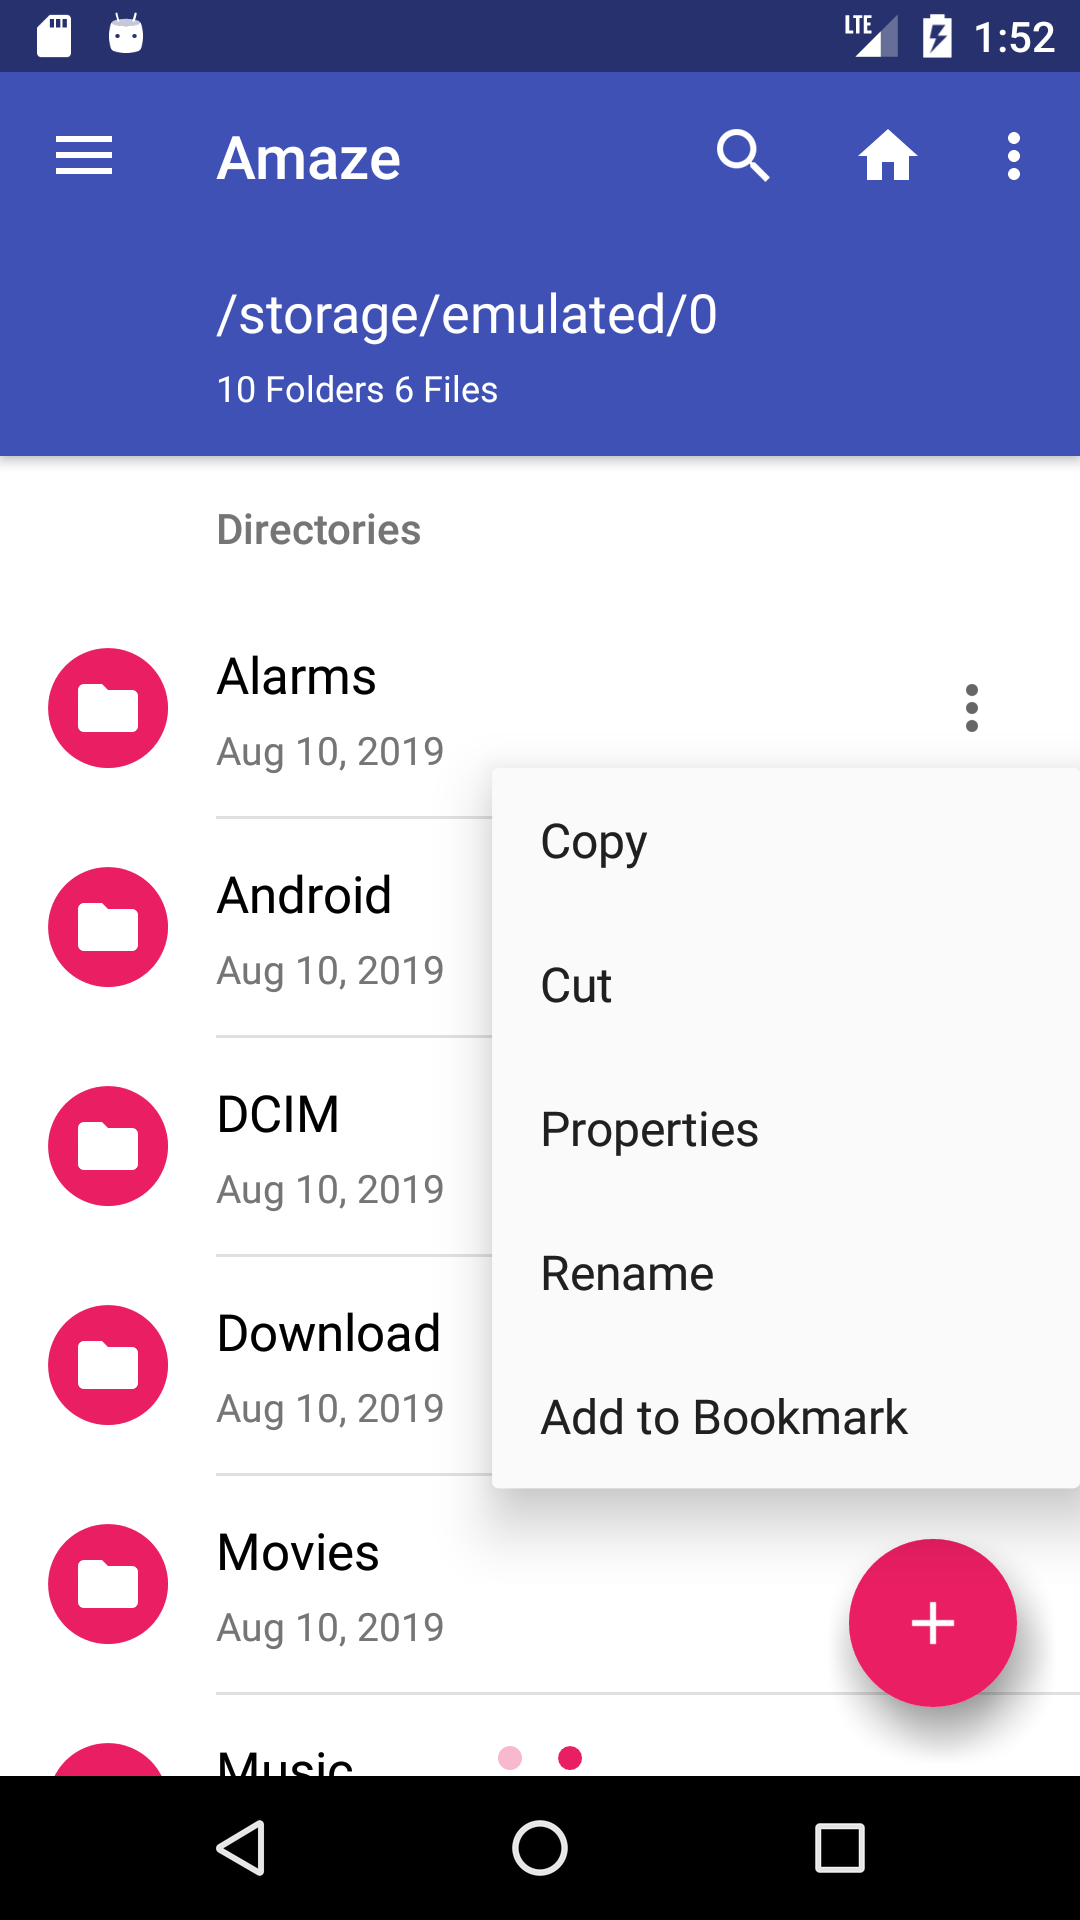 LTE 1:52
Amaze
/storage/emulated/0
10 Folders 6 Files
Directories
Alarms
Aug 10, 2019
Copy
Android
Aug 10, 2019
Cut
DCIM
Properties
Aug 10, 2019
Rename
Download
Aug 10, 2019
Add to Bookmark
Movies
Aug 10, 2019
Music